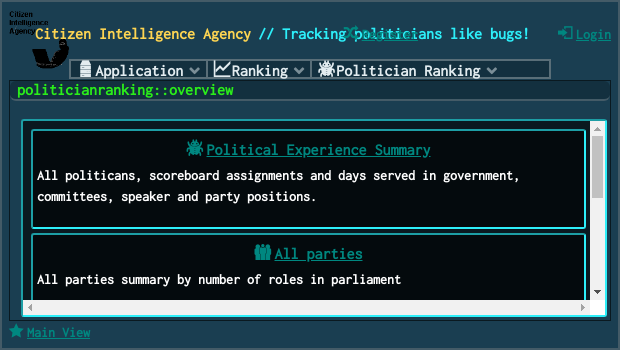 Citizen
Intelligence
Agency
Citizen Intelligence Agency // Tracking politicians like bugs!
Register
Login
Application
Ranking
Politician Ranking
politicianranking::overview
Political Experience Summary
All politicians, scoreboard assignments and days served in government,
committees, speaker and party positions.
All parties
All parties summary by number of roles in parliament
Main View